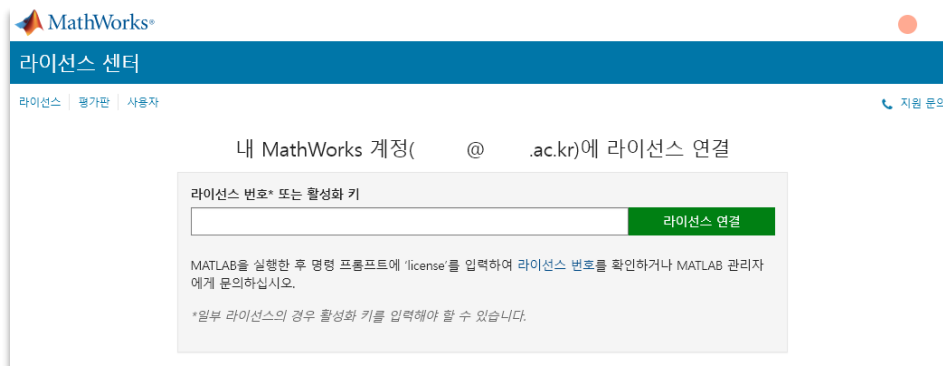 MathWorks®
라이선스 센터
라이선스 평가판 사용자 지원 문의
내 MathWorks 계정( @ .ac.kr)에 라이선스 연결
라이선스 번호* 또는 활성화 키
라이선스 연결
MATLAB을 실행한 후 명령 프롬프트에 'license'를 입력하여 라이선스 번호를 확인하거나 MATLAB 관리자
에게 문의하십시오.
*일부 라이선스의 경우 활성화 키를 입력해야 할 수 있습니다.